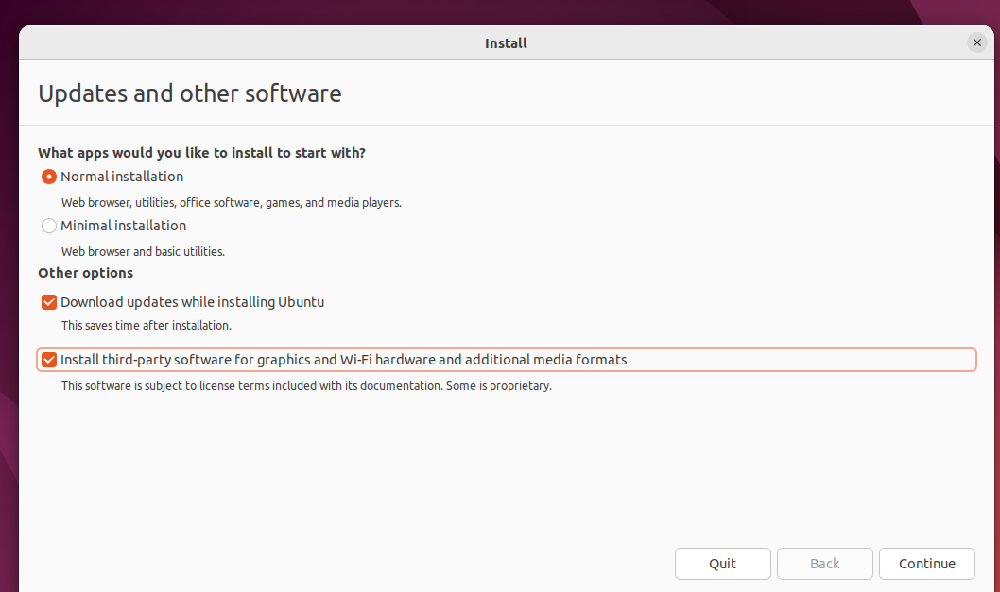 Install
Updates and other software
What apps would you like to install to start with?
Normal installation
Web browser, utilities, office software, games, and media players.
Minimal installation
Web browser and basic utilities.
Other options
Download updates while installing Ubuntu
This saves time after installation.
Install third-party software for graphics and Wi-Fi hardware and additional media formats
This software is subject to license terms included with its documentation. Some is proprietary.
Quit Back Continue